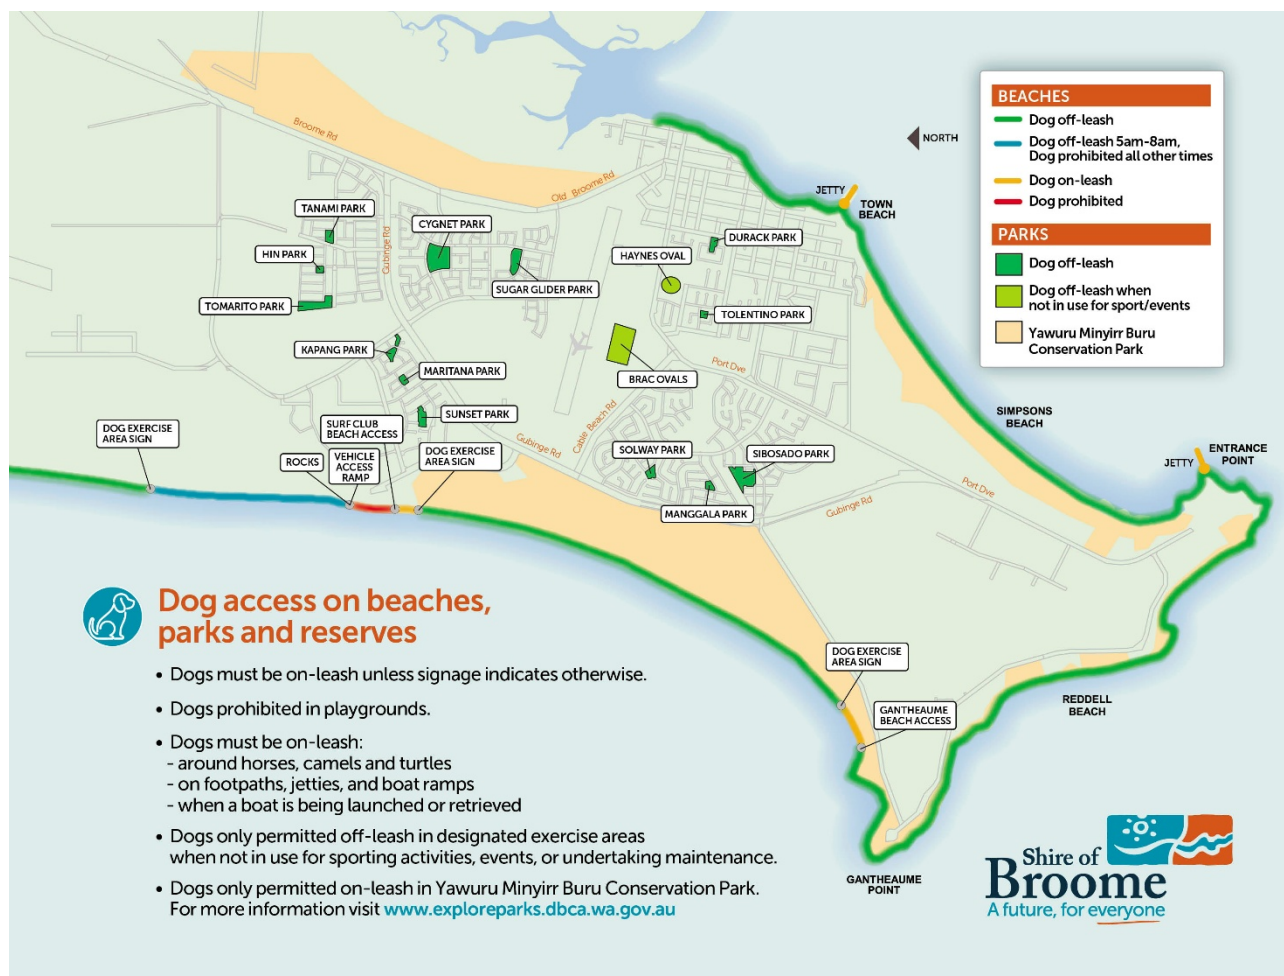 BEACHES
Dog off-leash
Dog off-leash 5am-8am,
Dog prohibited all other times
Dog on-leash
Dog prohibited
PARKS
Dog off-leash
Dog off-leash when
not in use for sport/events
Yawuru Minyirr Buru
Conservation Park
NORTH
Broome Rd
Old Broome Rd
JETTY
TOWN
BEACH
TANAMI PARK
CYGNET PARK
DURACK PARK
HIN PARK
Gubinge Rd
HAYNES OVAL
SUGAR GLIDER PARK
TOMARITO PARK
TOLENTINO PARK
KAPANG PARK
MARITANA PARK
BRAC OVALS
Port Dve
SIMPSONS
BEACH
DOG EXERCISE
AREA SIGN
SURF CLUB
BEACH ACCESS
SUNSET PARK
Cable Beach Rd
Gubinge Rd
ROCKS
VEHICLE
ACCESS
RAMP
DOG EXERCISE
AREA SIGN
SOLWAY PARK
SIBOSADO PARK
ENTRANCE
POINT
JETTY
Port Dve
MANGGALA PARK
Gubinge Rd
Dog access on beaches,
parks and reserves
• Dogs must be on-leash unless signage indicates otherwise.
• Dogs prohibited in playgrounds.
• Dogs must be on-leash:
- around horses, camels and turtles
- on footpaths, jetties, and boat ramps
- when a boat is being launched or retrieved
• Dogs only permitted off-leash in designated exercise areas
when not in use for sporting activities, events, or undertaking maintenance.
• Dogs only permitted on-leash in Yawuru Minyirr Buru Conservation Park.
For more information visit www.exploreparks.dbca.wa.gov.au
DOG EXERCISE
AREA SIGN
GANTHEAUME
BEACH ACCESS
REDDELL
BEACH
GANTHEAUME
POINT
Shire of
Broome
A future, for everyone